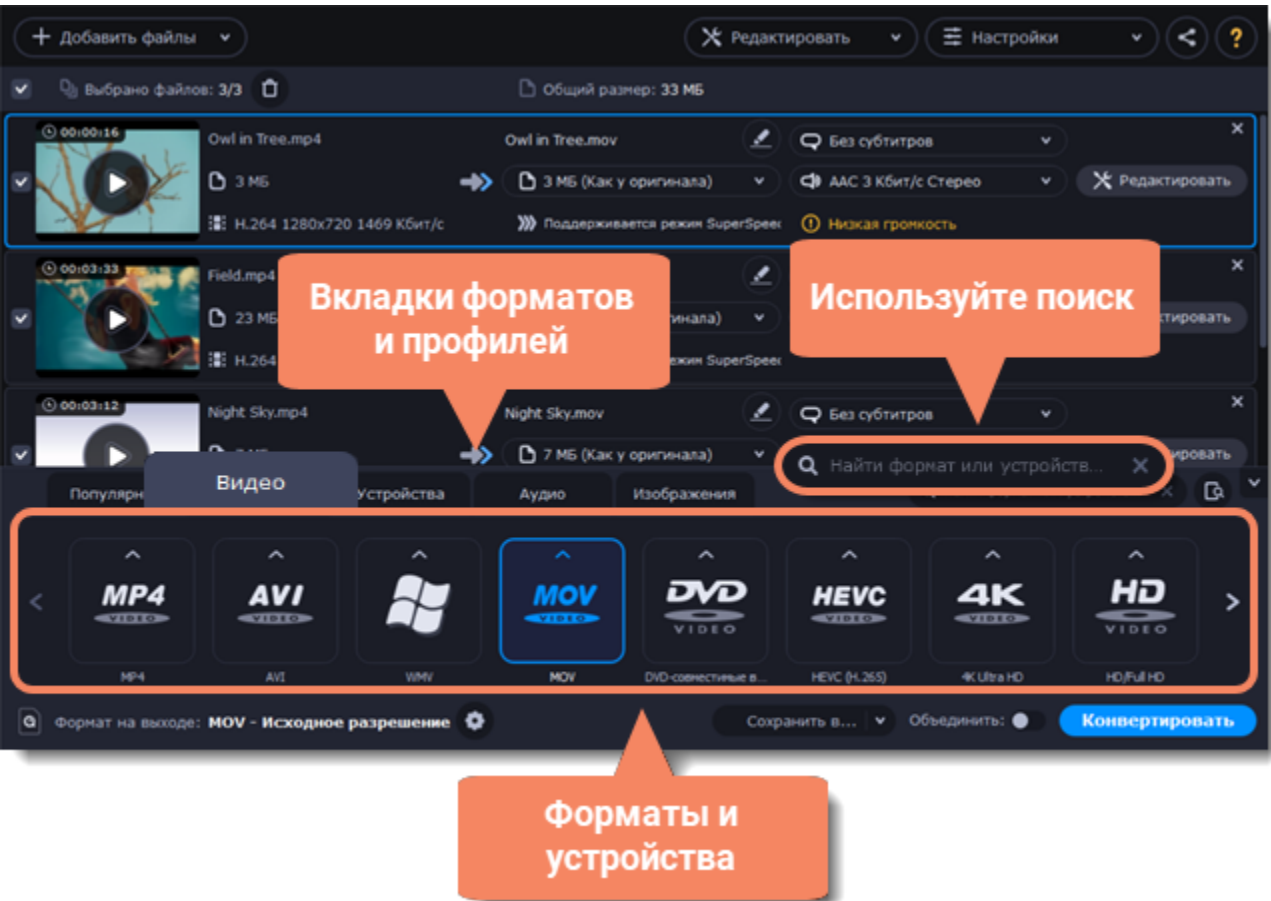 Добавить файлы
Редактировать
Настройки
?
Выбрано файлов: 3/3
Общий размер: 33 МБ
00:00:16
Owl in Tree.mp4
Owl in Tree.mov
Без субтитров
3 МБ
3 МБ (Как у оригинала)
AAC 3 Кбит/с Стерео
Редактировать
H.264 1280x720 1469 Кбит/с
Поддерживается режим SuperSpeed
Низкая громкость
00:03:33
Field.mp4
23 МБ
H.264
Вкладки форматов
и профилей
Используйте поиск
00:03:12
Night Sky.mp4
Night Sky.mov
Без субтитров
7 МБ (Как у оригинала)
Найти формат или устройств...
Популярн
Видео
Устройства
Аудио
Изображения
MP4
VIDEO
AVI
VIDEO
MOV
VIDEO
DVD
VIDEO
HEVC
VIDEO
4K
VIDEO
HD
VIDEO
MP4
AVI
WMV
MOV
DVD-совместимые в...
HEVC (H.265)
4K Ultra HD
HD/Full HD
Формат на выходе: MOV - Исходное разрешение
Сохранить в...
Объединить:
Конвертировать
Форматы и
устройства